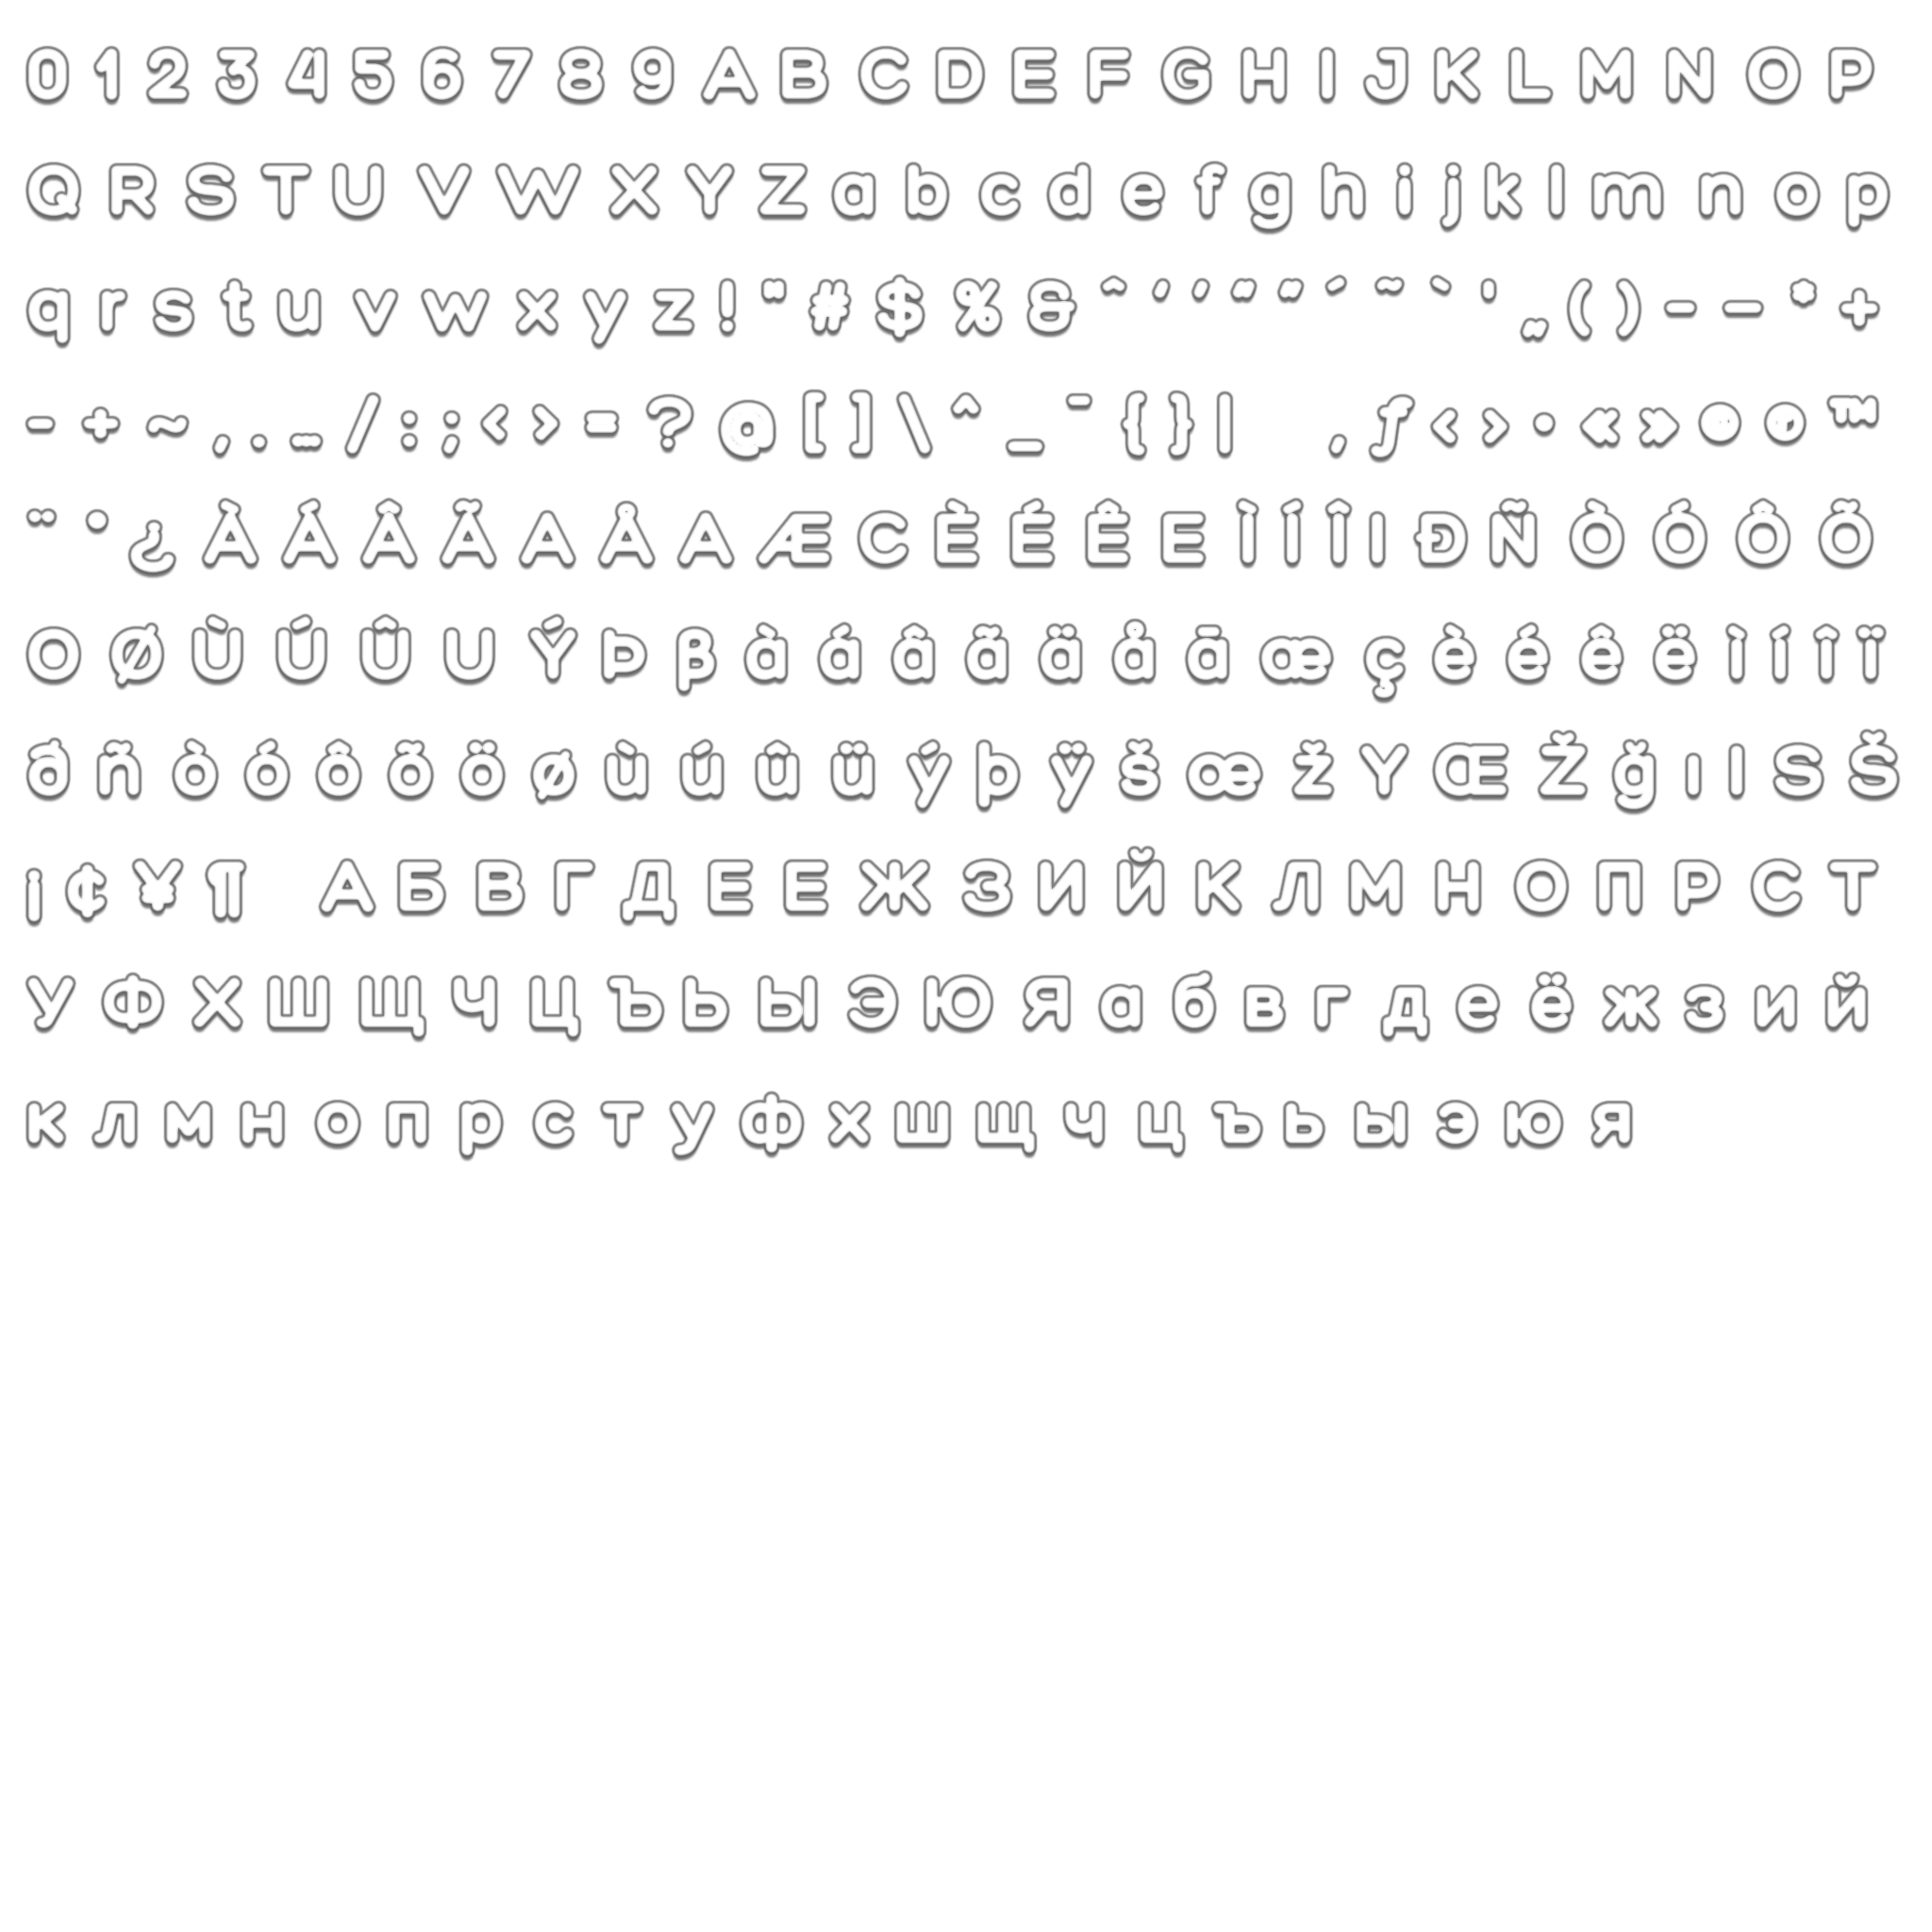 0 1 2 3 4 5 6 7 8 9 A B C D E F G H I J K L M N O P
Q R S T U V W X Y Z a b c d e f g h i j k l m n o p
q r s t u v w x y z ! " # $ % & ˆ ‘ ’ “ ” ´ ˜ ` ' „ ( ) – — * +
- + ~ , . … / : ; < > = ? @ [ ] \ ^ _ ¯ { } | ‚ ƒ ‹ › • « » ® © ™
¨ ˚ ¿ À Á Â Ã A Å A Æ C È É Ê E Ì Í Î I Đ Ñ Ò Ó Ô Õ
O Ø Ù Ú Û U Ý Þ β à á â ã ä å ā æ ç è é ê ë ì í î ï
ð ñ ò ó ô õ ö ø ù ú û ü ý þ ÿ š œ ž Y Œ Ž ğ ı I S Š
¡ ¢ ¥ ¶ А Б В Г Д Е Е Ж З И Й К Л М Н О П Р С Т
У Ф Х Ш Щ Ч Ц Ъ Ь Ы Э Ю Я а б в г д е ё ж з и й
к л м н о п р с т у ф х ш щ ч ц ъ ь ы э ю я